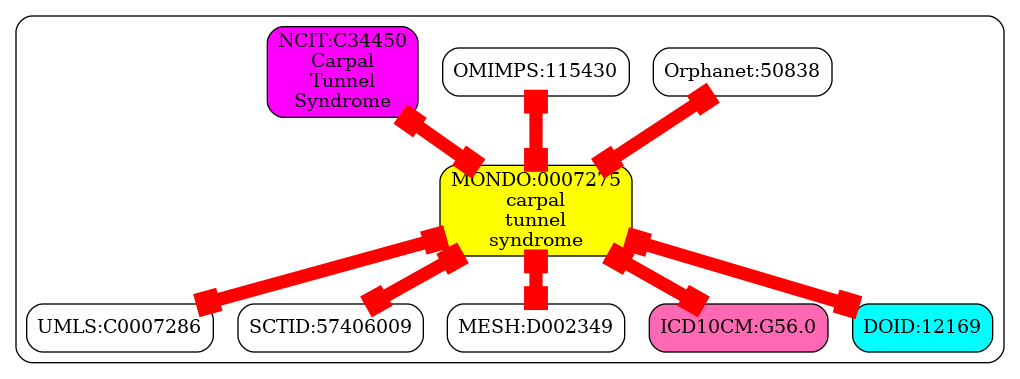 NCIT:C34450
Carpal
Tunnel
Syndrome
OMIMPS:115430
Orphanet:50838
MONDO:0007275
carpal
tunnel
syndrome
UMLS:C0007286
SCTID:57406009
MESH:D002349
ICD10CM:G56.0
DOID:12169